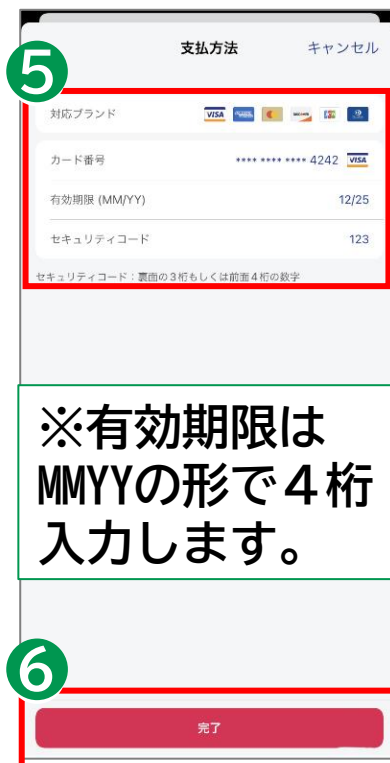 支払方法 キャンセル
5
対応ブランド VISA
カード番号 **** **** **** 4242 VISA
有効期限 (MM/YY) 12/25
セキュリティコード 123
セキュリティコード：裏面の３桁もしくは前面４桁の数字
※有効期限は
MMYYの形で４桁
入力します。
6
完了